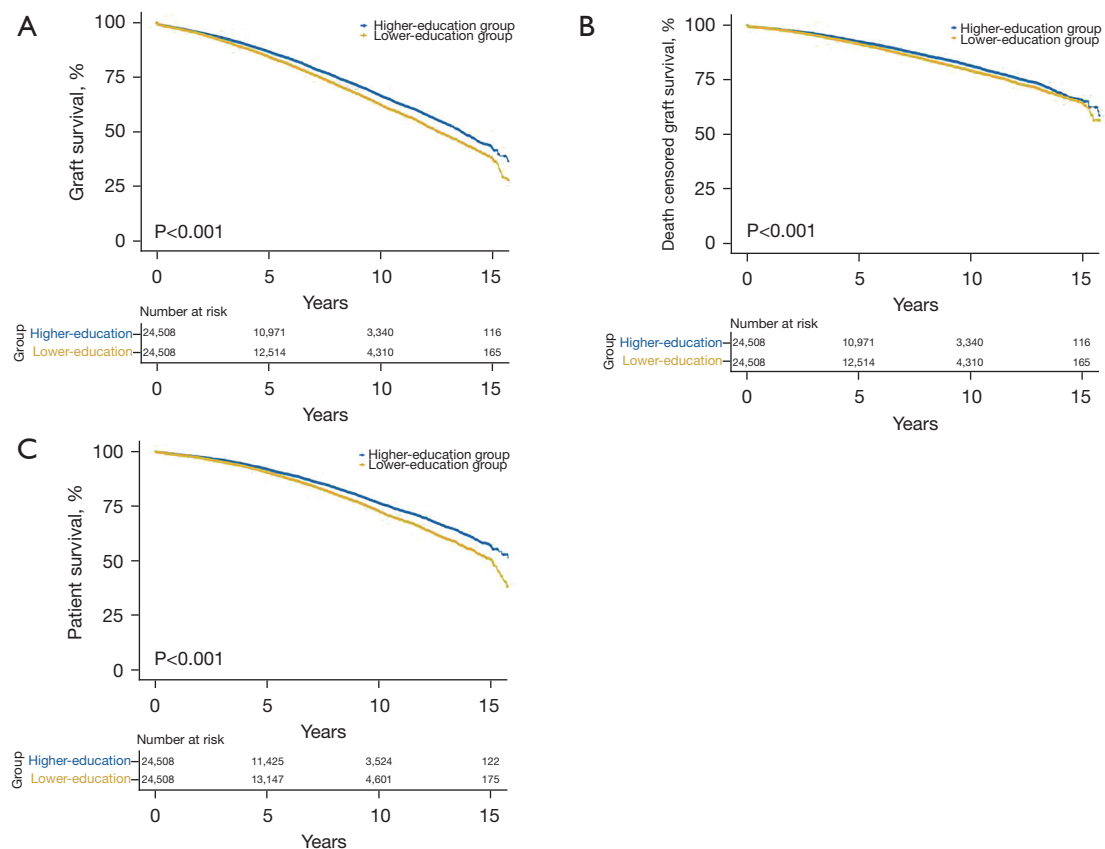 A
Graft survival, %
100
75
50
25
0
Higher-education group
Lower-education group
P<0.001
0 5 10 15
Years
Number at risk
Group
Higher-education 24,508 10,971 3,340 116
Lower-education 24,508 12,514 4,310 165
0 5 10 15
Years
B
Death censored graft survival, %
100
75
50
25
0
Higher-education group
Lower-education group
P<0.001
0 5 10 15
Years
Number at risk
Group
Higher-education 24,508 10,971 3,340 116
Lower-education 24,508 12,514 4,310 165
0 5 10 15
Years
C
Patient survival, %
100
75
50
25
0
Higher-education group
Lower-education group
P<0.001
0 5 10 15
Years
Number at risk
Group
Higher-education 24,508 11,425 3,524 122
Lower-education 24,508 13,147 4,601 175
0 5 10 15
Years